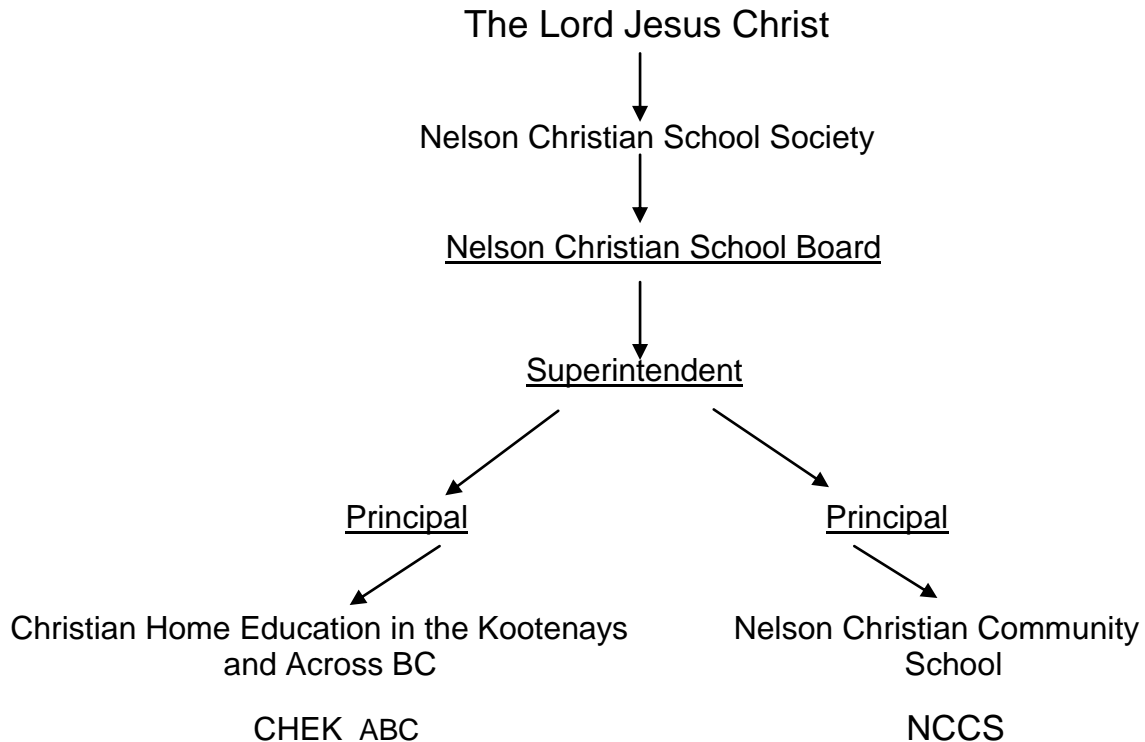 The Lord Jesus Christ
Nelson Christian School Society
Nelson Christian School Board
Superintendent
Principal
Principal
Christian Home Education in the Kootenays
and Across BC
Nelson Christian Community
School
CHEK ABC
NCCS